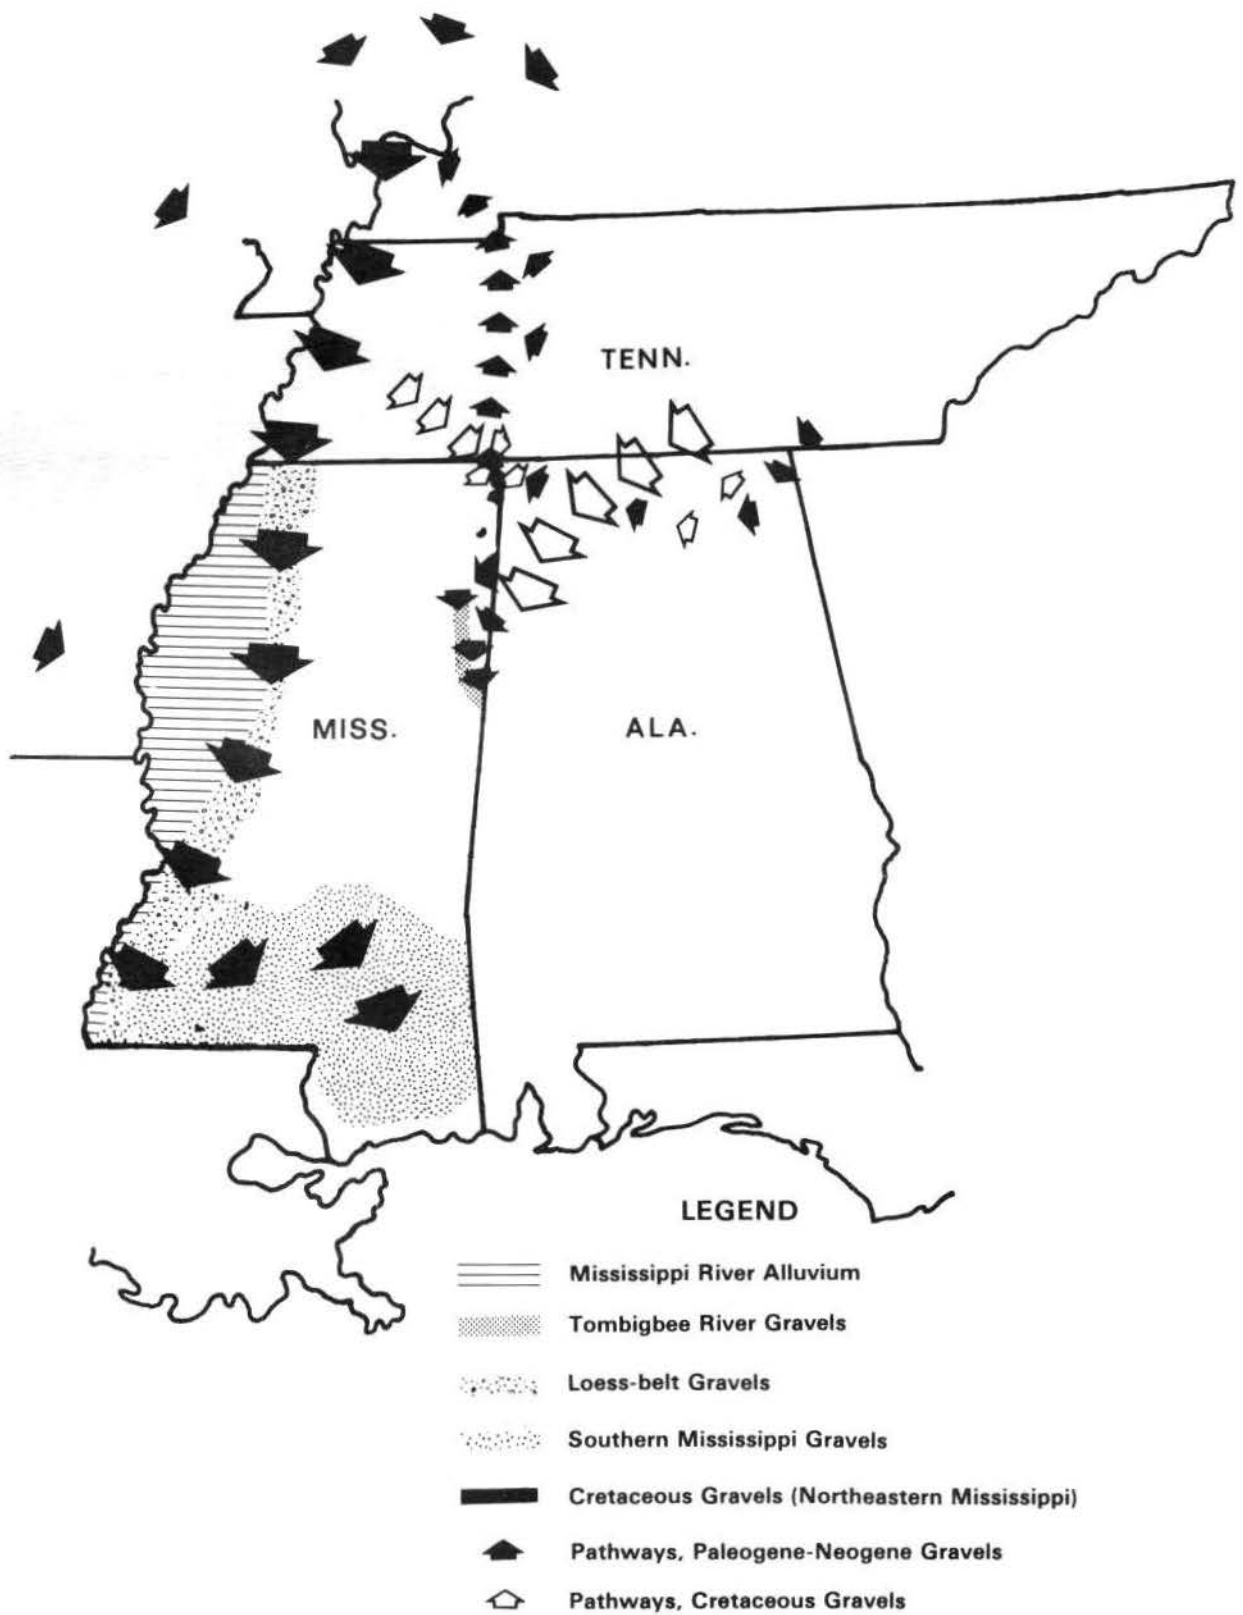 TENN.
MISS.
ALA.
LEGEND
Mississippi River Alluvium
Tombigbee River Gravels
Loess-belt Gravels
Southern Mississippi Gravels
Cretaceous Gravels (Northeastern Mississippi)
Pathways, Paleogene-Neogene Gravels
Pathways, Cretaceous Gravels